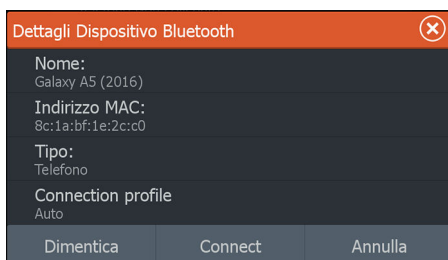 Dettagli Dispositivo Bluetooth
Nome:
Galaxy A5 (2016)
Indirizzo MAC:
8c:1a:bf:1e:2c:c0
Tipo:
Telefono
Connection profile
Auto
Dimentica Connect Annulla